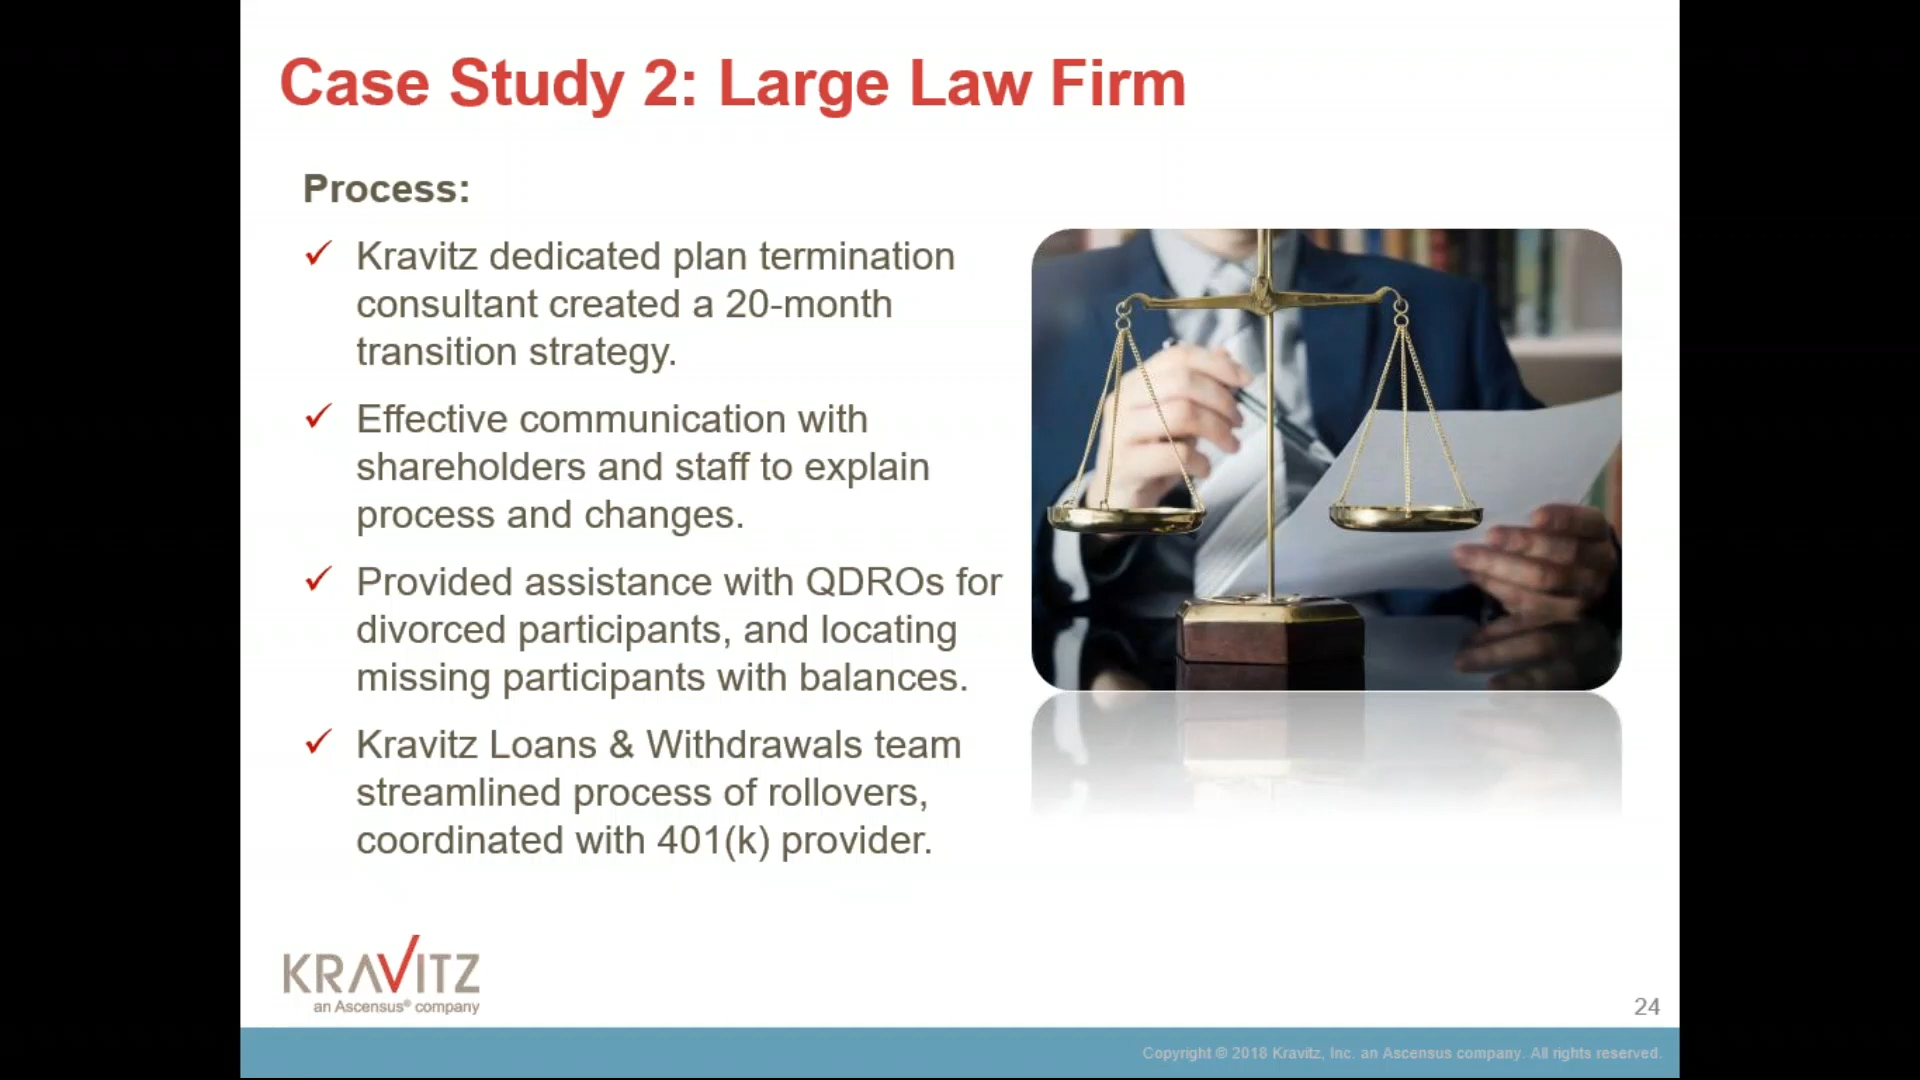 Case Study 2: Large Law Firm
Process:
✓ Kravitz dedicated plan termination
consultant created a 20-month
transition strategy.
✓ Effective communication with
shareholders and staff to explain
process and changes.
✓ Provided assistance with QDROs for
divorced participants, and locating
missing participants with balances.
✓ Kravitz Loans & Withdrawals team
streamlined process of rollovers,
coordinated with 401(k) provider.
KRAVITZ
an Ascensus® company
24
Copyright © 2018 Kravitz, Inc. an Ascensus company. All rights reserved.